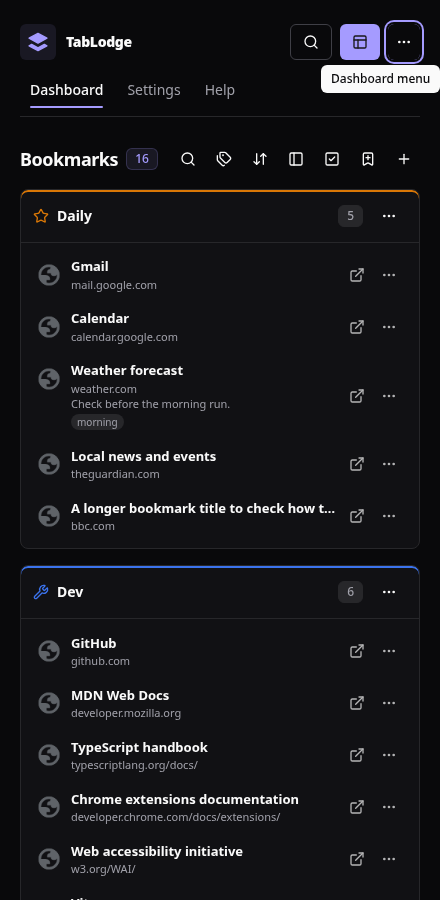 TabLodge
Dashboard menu
Dashboard
Settings
Help
Bookmarks 16
Daily
5
Gmail
mail.google.com
Calendar
calendar.google.com
Weather forecast
weather.com
Check before the morning run.
morning
Local news and events
theguardian.com
A longer bookmark title to check how t...
bbc.com
Dev
6
GitHub
github.com
MDN Web Docs
developer.mozilla.org
TypeScript handbook
typescriptlang.org/docs/
Chrome extensions documentation
developer.chrome.com/docs/extensions/
Web accessibility initiative
w3.org/WAI/